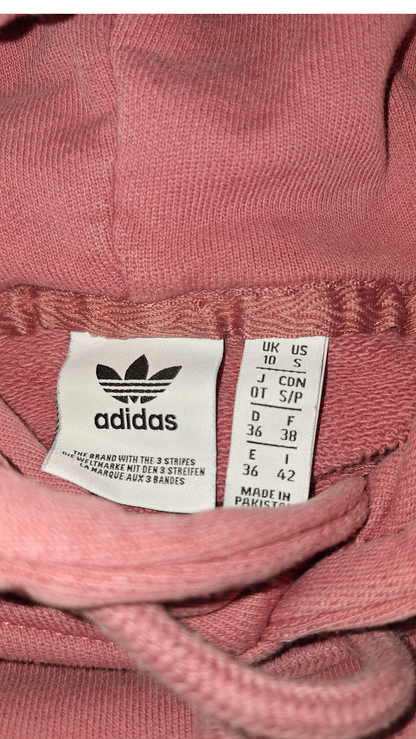 adidas
THE BRAND WITH THE 3 STRIPES
DIE WELTMARKE MIT DEN 3 STREIFEN
LA MARQUE AUX 3 BANDES
UK US
10 S
J CDN
OT S/P
D F
36 38
E I
36 42
MADE IN